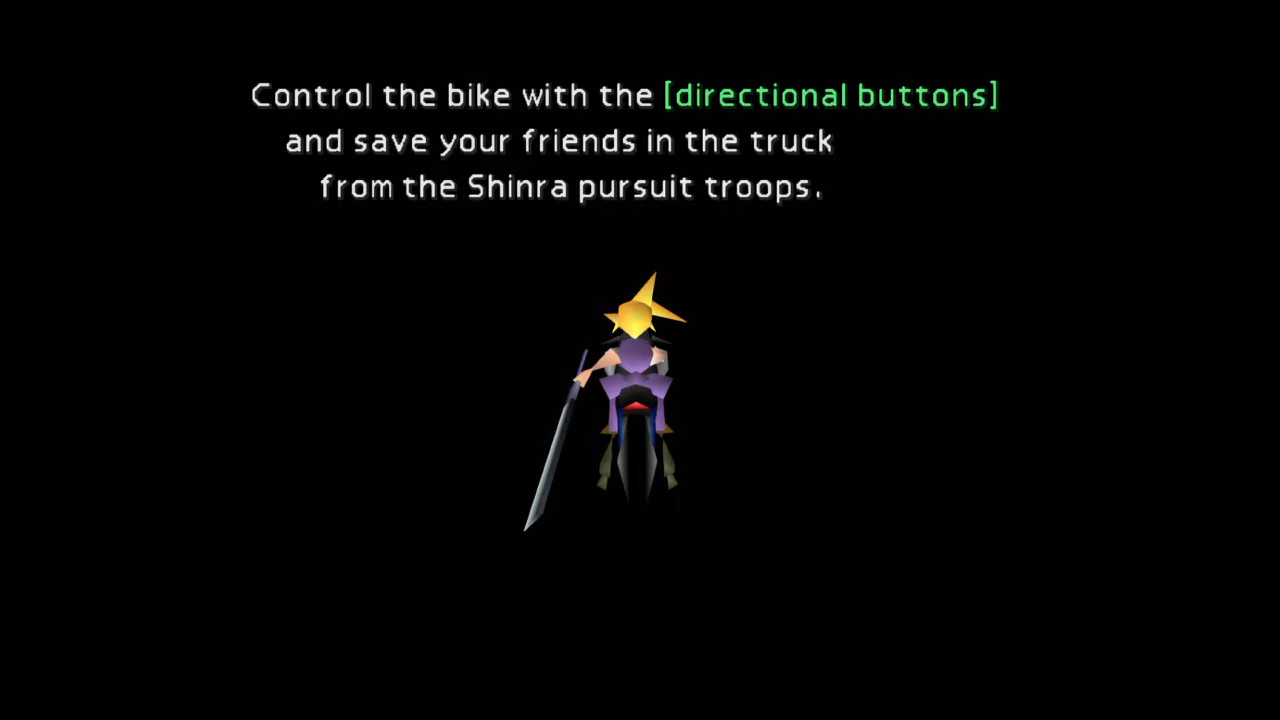 Control the bike with the [directional buttons]
and save your friends in the truck
from the Shinra pursuit troops.